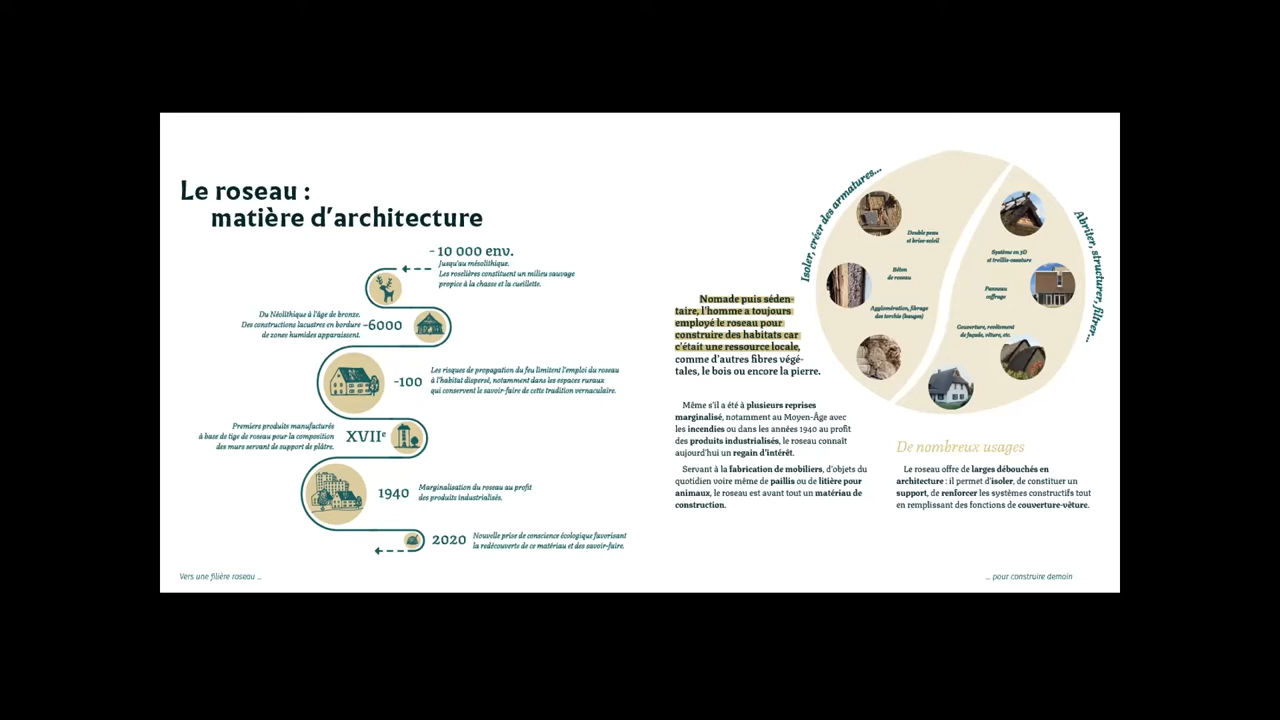 Le roseau :
matière d'architecture
- 10 000 env.
Jusqu'au mésolithique.
Les roselières constituent un milieu sauvage
propice à la chasse et la cueillette.
Du Néolithique à l'âge de bronze.
Des constructions lacustres en bordure
de zones humides apparaissent.
-6000
-100
Les risques de propagation du feu limitent l'emploi du roseau
à l'habitat dispersé, notamment dans les espaces ruraux
qui conservent le savoir-faire de cette tradition vernaculaire.
Premiers produits manufacturés
à base de tige de roseau pour la composition
des murs servant de support de plâtre.
XVIIe
1940
Marginalisation du roseau au profit
des produits industrialisés.
2020
Nouvelle prise de conscience écologique favorisant
la redécouverte de ce matériau et des savoir-faire.
Vers une filière roseau ...
Nomade puis séden-
taire, l'homme a toujours
employé le roseau pour
construire des habitats car
c'était une ressource locale,
comme d'autres fibres végé-
tales, le bois ou encore la pierre.
Même s'il a été à plusieurs reprises
marginalisé, notamment au Moyen-Âge avec
les incendies ou dans les années 1940 au profit
des produits industrialisés, le roseau connaît
aujourd'hui un regain d'intérêt.
Servant à la fabrication de mobiliers, d'objets du
quotidien voire même de paillis ou de litière pour
animaux, le roseau est avant tout un matériau de
construction.
Isoler, créer des armatures...
Double peau
et brise-soleil
Béton
de roseau
Agglomération, fibrage
des torchis (bauges)
Abriter, structurer, filtrer...
Système en 3D
et treillis-ossature
Panneau
coffrage
Couverture, revêtement
de façade, vêture, etc.
De nombreux usages
Le roseau offre de larges débouchés en
architecture : il permet d'isoler, de constituer un
support, de renforcer les systèmes constructifs tout
en remplissant des fonctions de couverture-vêture.
... pour construire demain